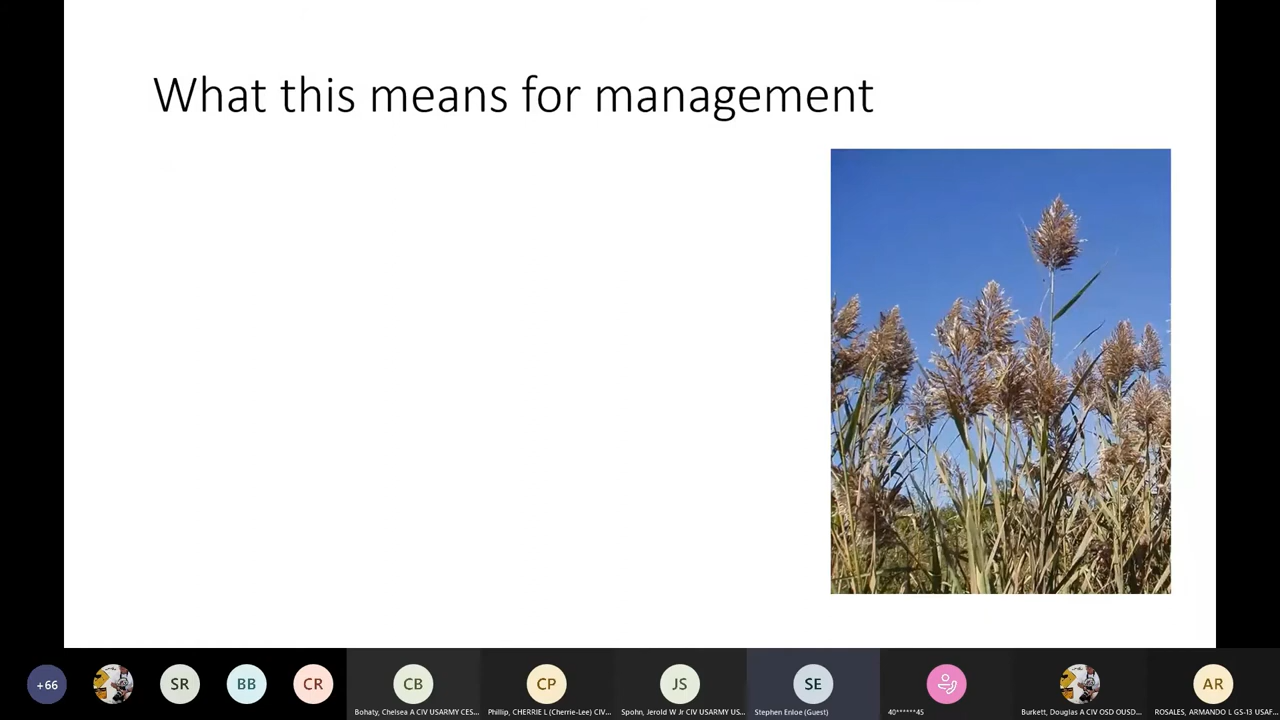 What this means for management
+66
SR
BB
CR
CB
CP
JS
SE
AR
Bohaty, Chelsea A CIV USARMY CES...
Phillip, CHERRIE L (Cherrie-Lee) CIV...
Spohn, Jerold W Jr CIV USARMY US...
Stephen Enloe (Guest)
40******45
Burkett, Douglas A CIV OSD OUSD...
ROSALES, ARMANDO L GS-13 USAF...